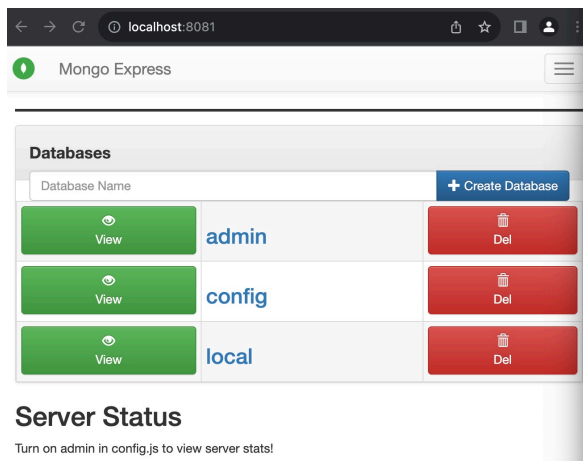 localhost:8081
Mongo Express
Databases
Database Name
+ Create Database
View
admin
Del
View
config
Del
View
local
Del
Server Status
Turn on admin in config.js to view server stats!